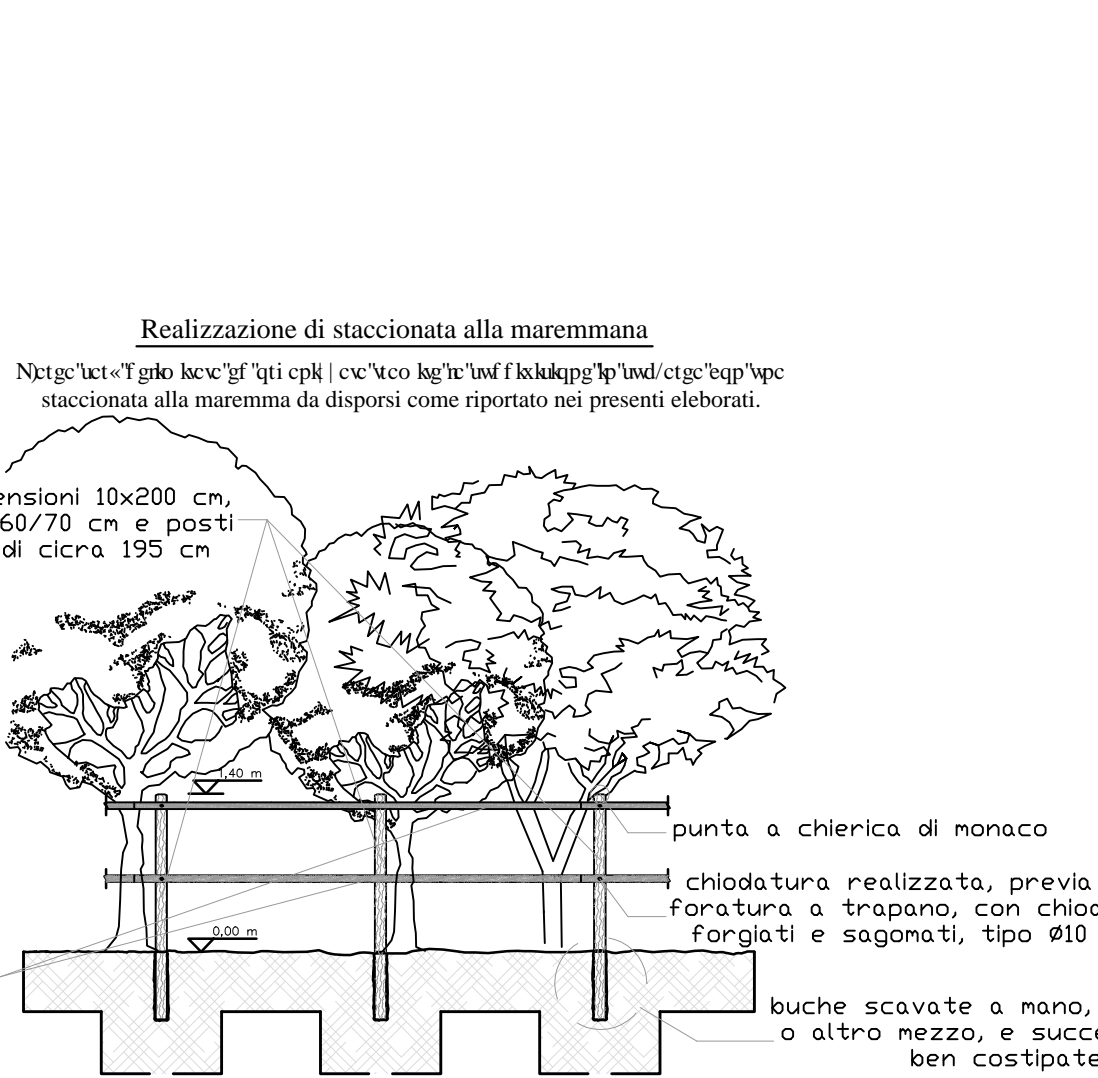 Realizzazione di staccionata alla maremmana
staccionata alla maremma da disporsi come riportato nei presenti eleborati.
ensioni 10x200 cm,
60/70 cm e posti
di cicra 195 cm
1,40 m
punta a chierica di monaco
chiodatura realizzata, previa
foratura a trapano, con chiod
forgiati e sagomati, tipo Ø10
0,00 m
buche scavate a mano,
o altro mezzo, e succe
ben costipate